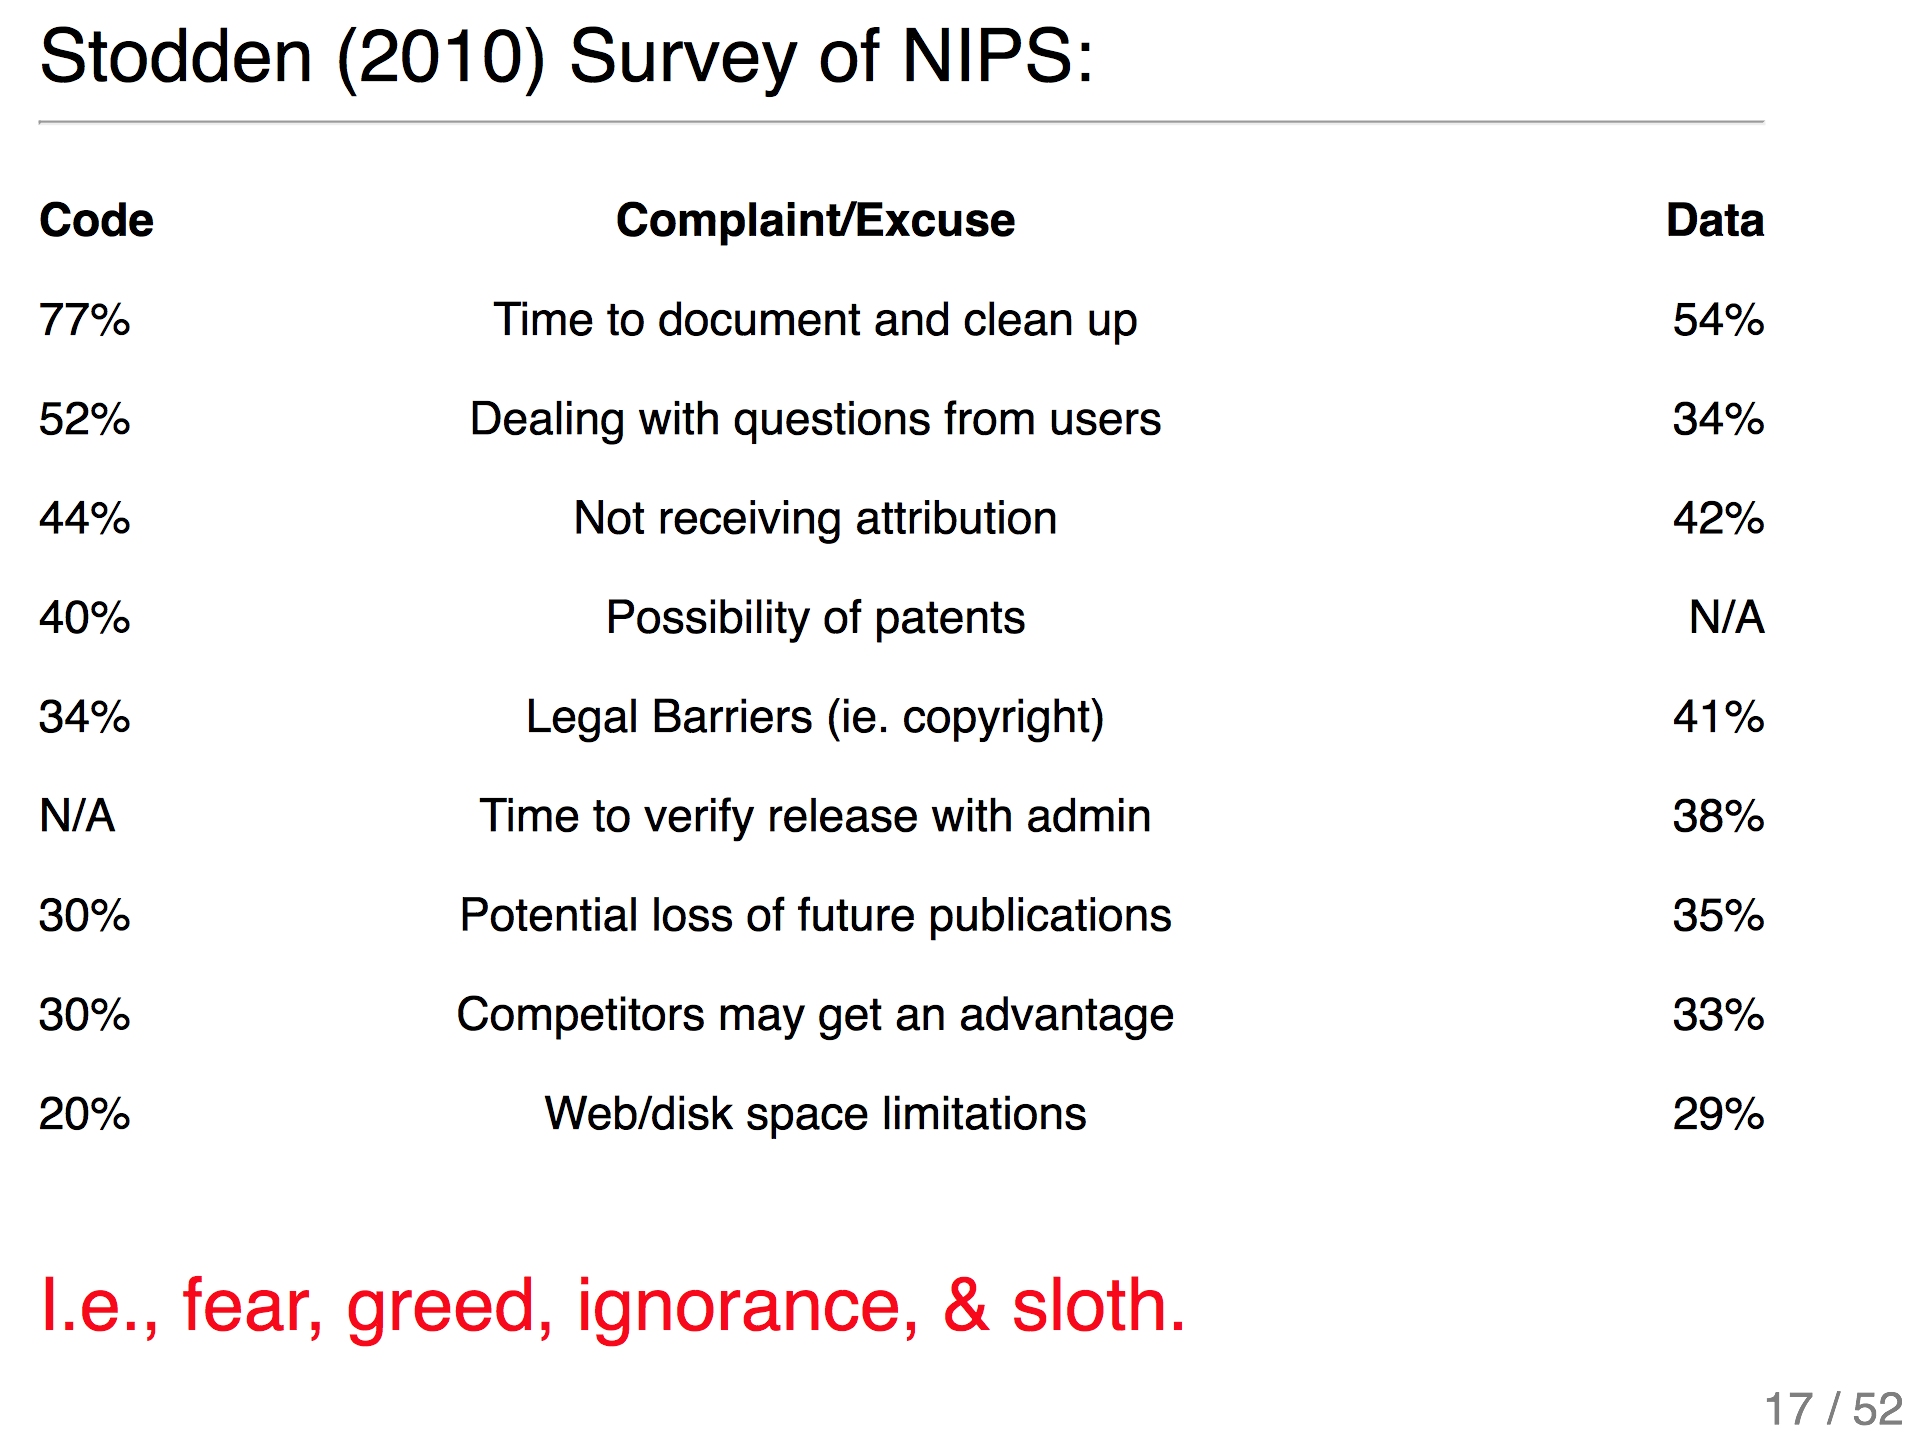 Stodden (2010) Survey of NIPS:
Code Complaint/Excuse Data
77% Time to document and clean up 54%
52% Dealing with questions from users 34%
44% Not receiving attribution 42%
40% Possibility of patents N/A
34% Legal Barriers (ie. copyright) 41%
N/A Time to verify release with admin 38%
30% Potential loss of future publications 35%
30% Competitors may get an advantage 33%
20% Web/disk space limitations 29%
I.e., fear, greed, ignorance, & sloth.
17 / 52